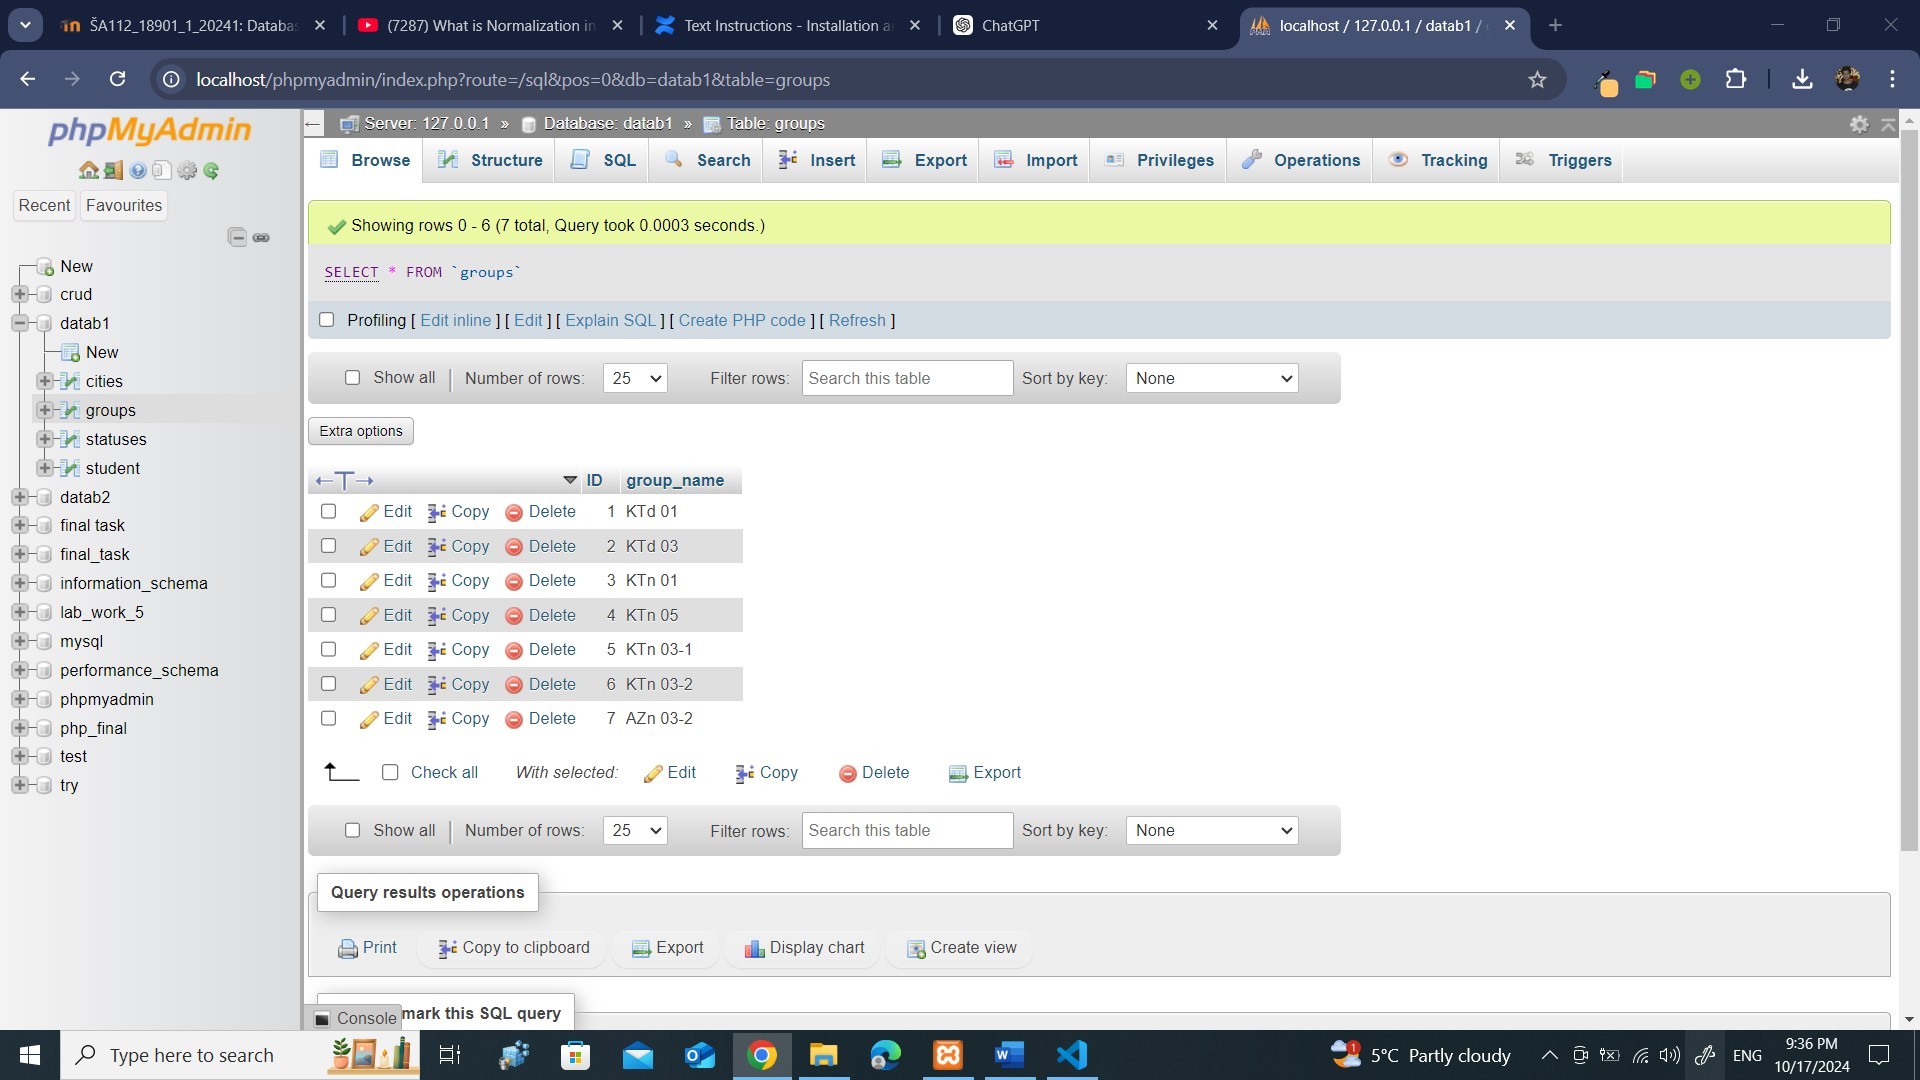 ŠA112_18901_1_20241: Databas
(7287) What is Normalization in
Text Instructions - Installation a
ChatGPT
localhost / 127.0.0.1 / datab1 /
localhost/phpmyadmin/index.php?route=/sql&pos=0&db=datab1&table=groups
phpMyAdmin
Server: 127.0.0.1 » Database: datab1 » Table: groups
Browse Structure SQL Search Insert Export Import Privileges Operations Tracking Triggers
Recent Favourites
New
crud
datab1
New
cities
groups
statuses
student
datab2
final task
final_task
information_schema
lab_work_5
mysql
performance_schema
phpmyadmin
php_final
test
try
Showing rows 0 - 6 (7 total, Query took 0.0003 seconds.)
SELECT * FROM `groups`
Profiling [ Edit inline ] [ Edit ] [ Explain SQL ] [ Create PHP code ] [ Refresh ]
Show all | Number of rows: 25 Filter rows: Search this table Sort by key: None
Extra options
ID group_name
Edit Copy Delete 1 KTd 01
Edit Copy Delete 2 KTd 03
Edit Copy Delete 3 KTn 01
Edit Copy Delete 4 KTn 05
Edit Copy Delete 5 KTn 03-1
Edit Copy Delete 6 KTn 03-2
Edit Copy Delete 7 AZn 03-2
Check all With selected: Edit Copy Delete Export
Show all | Number of rows: 25 Filter rows: Search this table Sort by key: None
Query results operations
Print Copy to clipboard Export Display chart Create view
Console mark this SQL query
Type here to search
1
5°C Partly cloudy
ENG
9:36 PM
10/17/2024